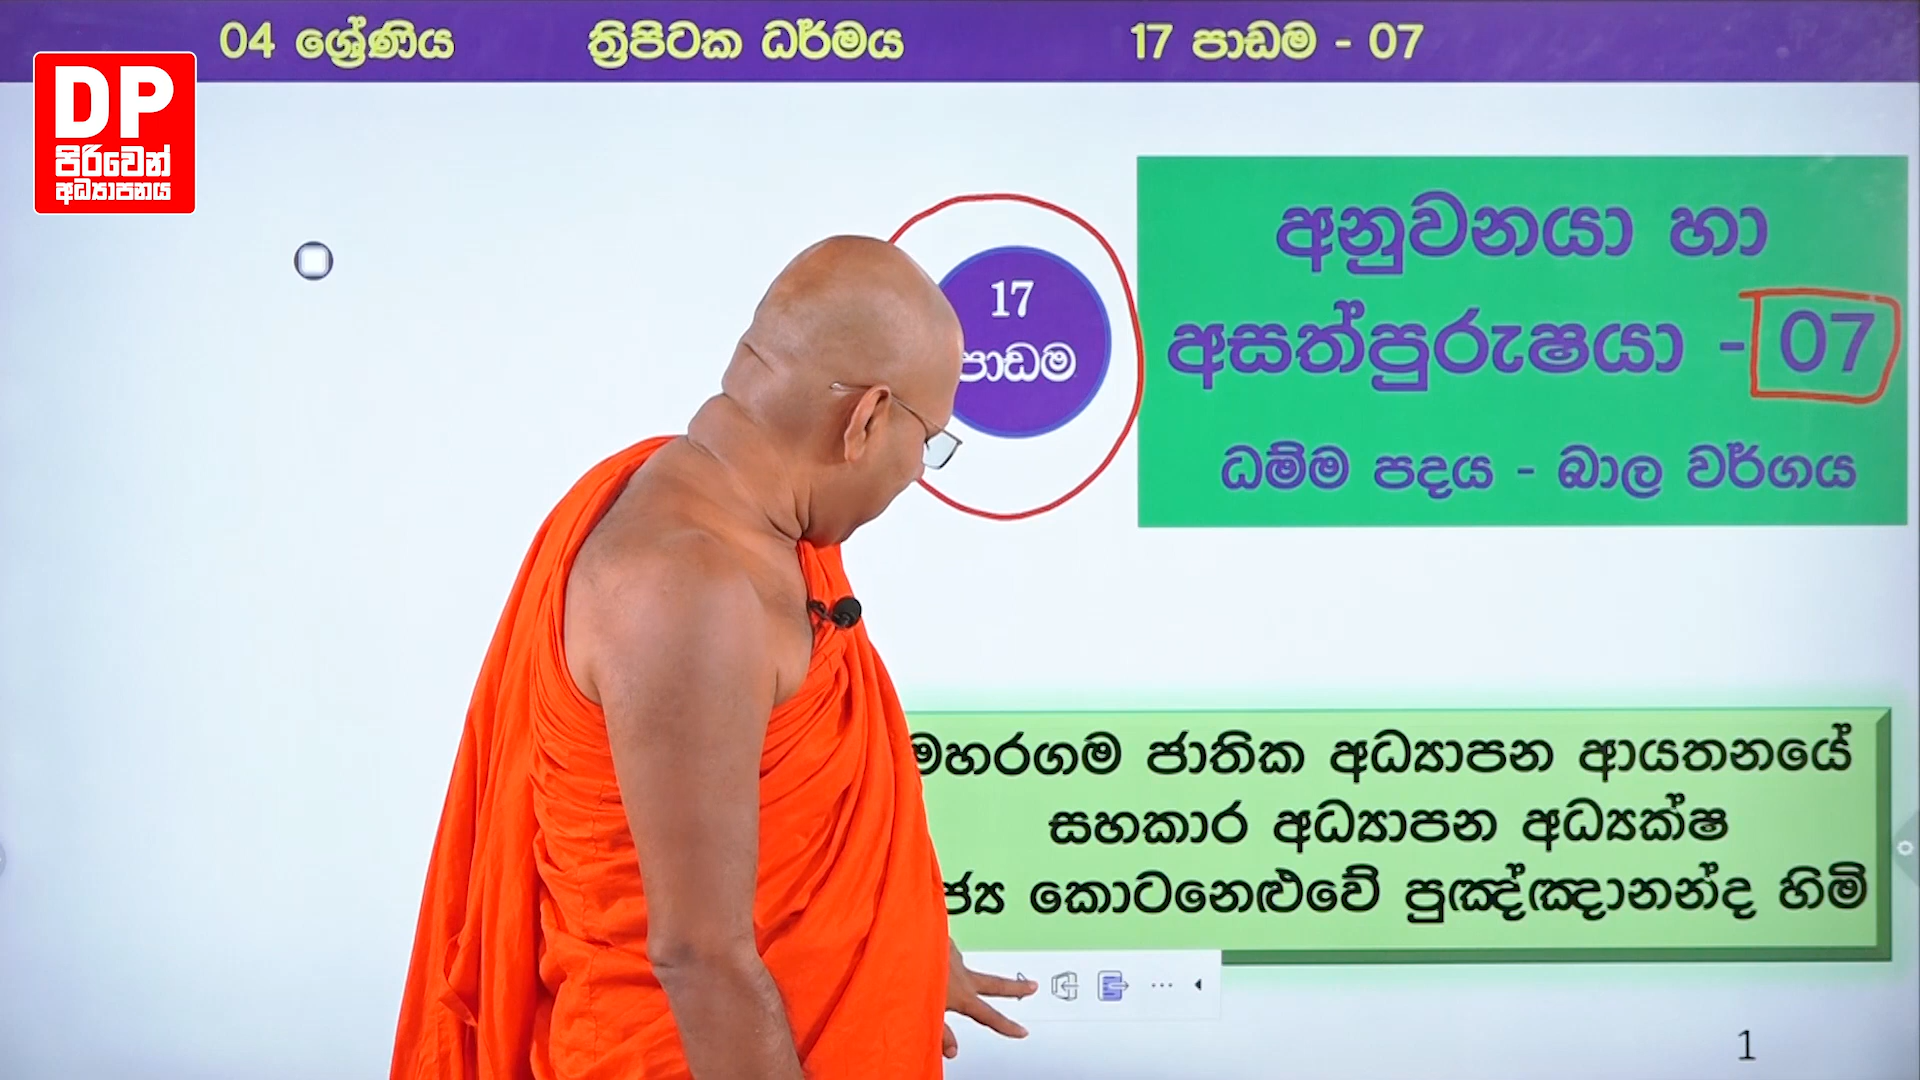 04 ශ්‍රේණිය ත්‍රිපිටක ධර්මය 17 පාඩම - 07
DP
පිරිවෙන්
අධ්‍යාපනය
17
පාඩම
අනුවනයා හා
අසත්පුරුෂයා - 07
ධම්ම පදය - බාල වර්ගය
මහරගම ජාතික අධ්‍යාපන ආයතනයේ
සහකාර අධ්‍යාපන අධ්‍යක්ෂ
කොටනෙළුවේ පුඤ්ඤානන්ද හිමි
1